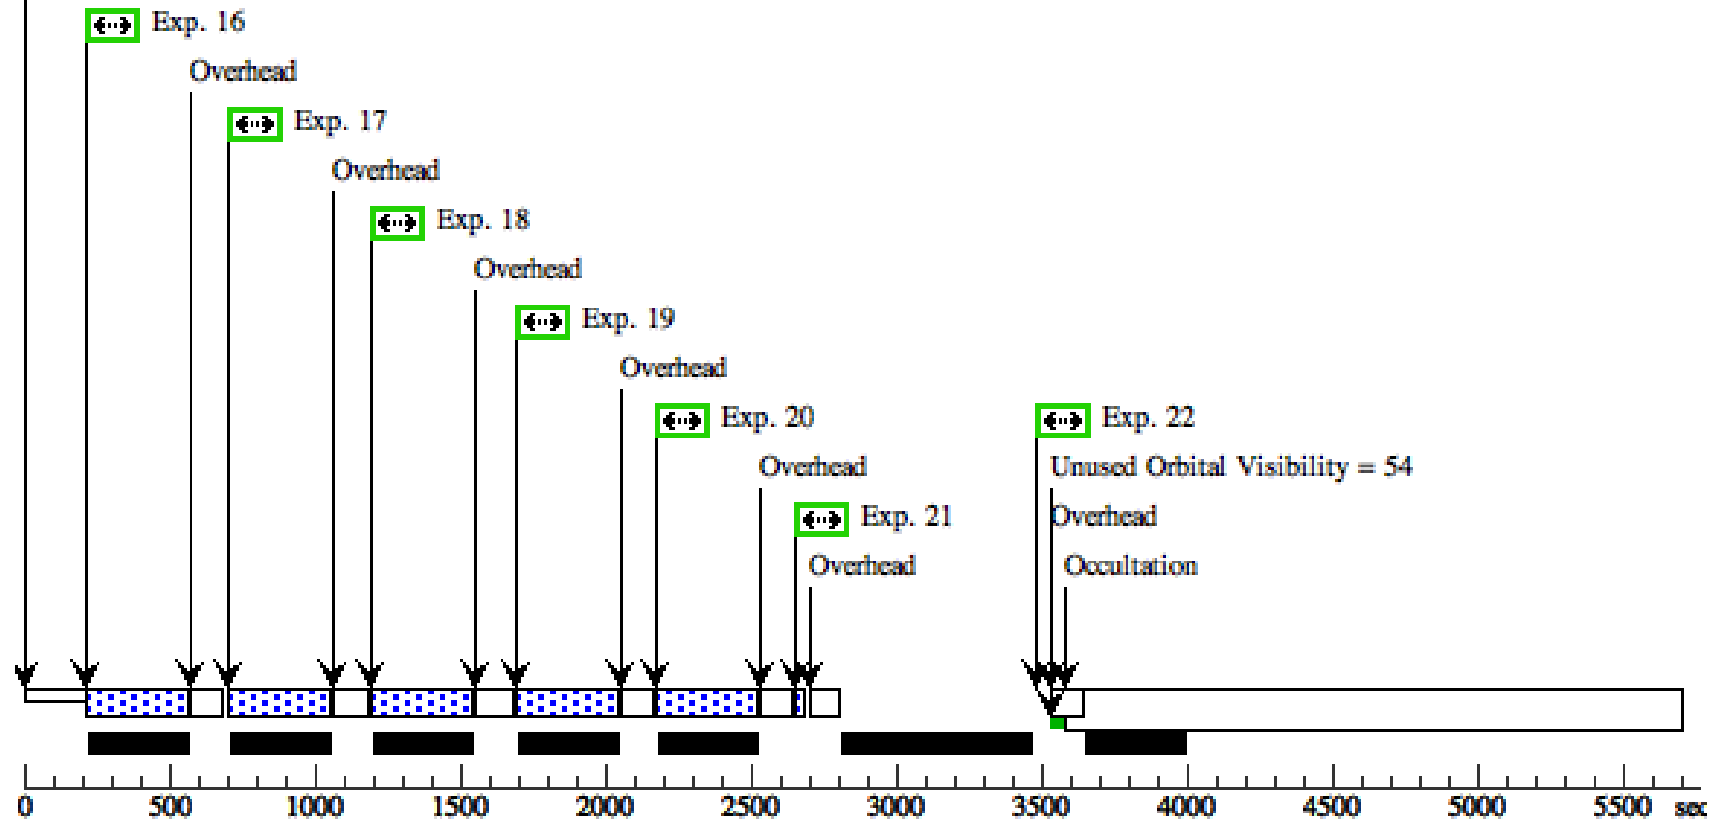 Exp. 16
Overhead
Exp. 17
Overhead
Exp. 18
Overhead
Exp. 19
Overhead
Exp. 20
Exp. 22
Overhead
Unused Orbital Visibility = 54
Exp. 21
Overhead
Overhead
Occultation
0 500 1000 1500 2000 2500 3000 3500 4000 4500 5000 5500 sec